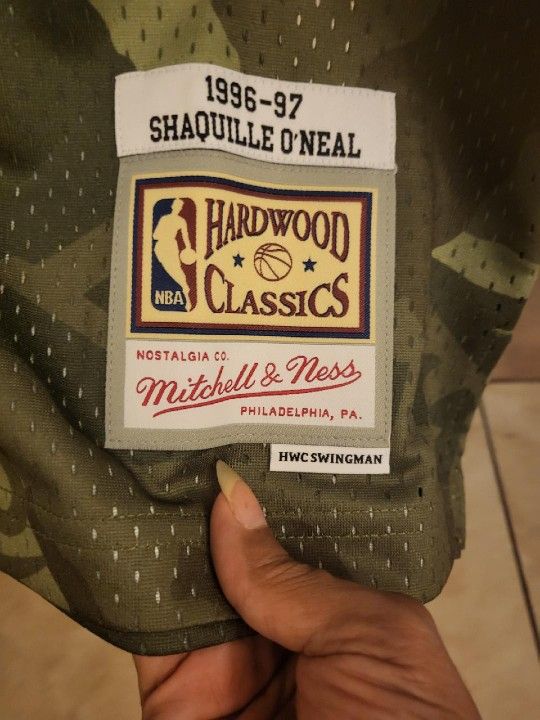 1996-97
SHAQUILLE O'NEAL
HARDWOOD
NBA
CLASSICS
NOSTALGIA CO.
Mitchell & Ness
PHILADELPHIA, PA.
HWC SWINGMAN